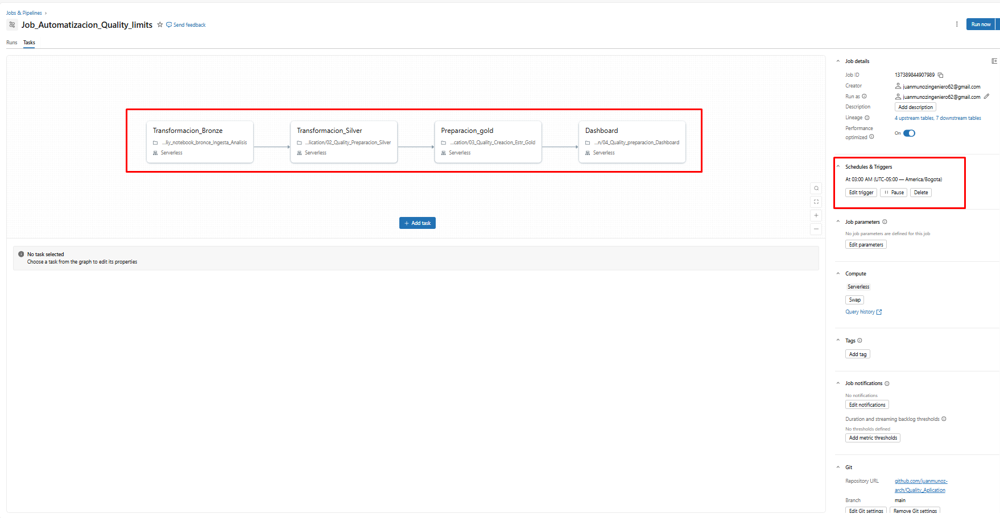 Jobs & Pipelines ›
Job_Automatizacion_Quality_limits Send feedback
Run now
Runs Tasks
Transformacion_Bronze
...liy_notebook_bronce_Ingesta_Analisis
Serverless
Transformacion_Silver
...lication/02_Quality_Preparacion_Silver
Serverless
Preparacion_gold
...cation/03_Quality_Creacion_Estr_Gold
Serverless
Dashboard
...n/04_Quality_preparacion_Dashboard
Serverless
+ Add task
No task selected
Choose a task from the graph to edit its properties
Job details
Job ID 137389844907989
Creator juanmunozingeniero62@gmail.com
Run as juanmunozingeniero62@gmail.com
Description Add description
Lineage 4 upstream tables, 7 downstream tables
Performance
optimized On
Schedules & Triggers
At 03:00 AM (UTC-05:00 — America/Bogota)
Edit trigger Pause Delete
Job parameters
No job parameters are defined for this job
Edit parameters
Compute
Serverless
Swap
Query history
Tags
Add tag
Job notifications
No notifications
Edit notifications
Duration and streaming backlog thresholds
No thresholds defined
Add metric thresholds
Git
Repository URL github.com/juanmunoz-
arch/Quality_Aplication
Branch main
Edit Git settings Remove Git settings